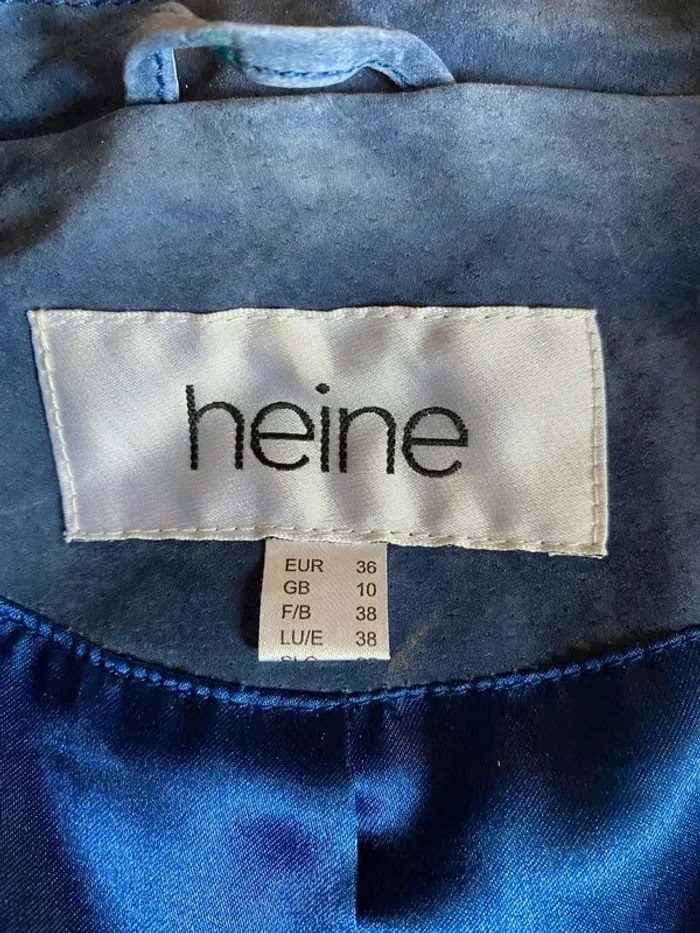 heine
EUR 36
GB 10
F/B 38
LU/E 38